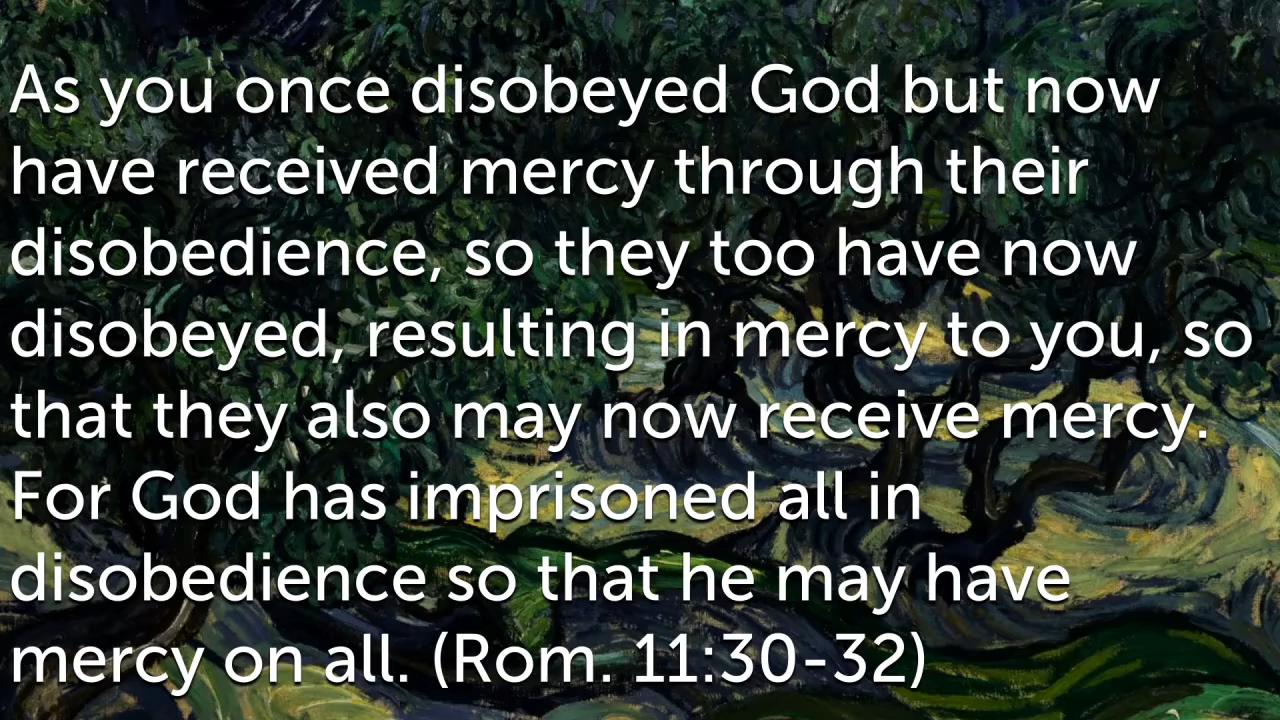 As you once disobeyed God but now
have received mercy through their
disobedience, so they too have now
disobeyed, resulting in mercy to you, so
that they also may now receive mercy.
For God has imprisoned all in
disobedience so that he may have
mercy on all. (Rom. 11:30-32)